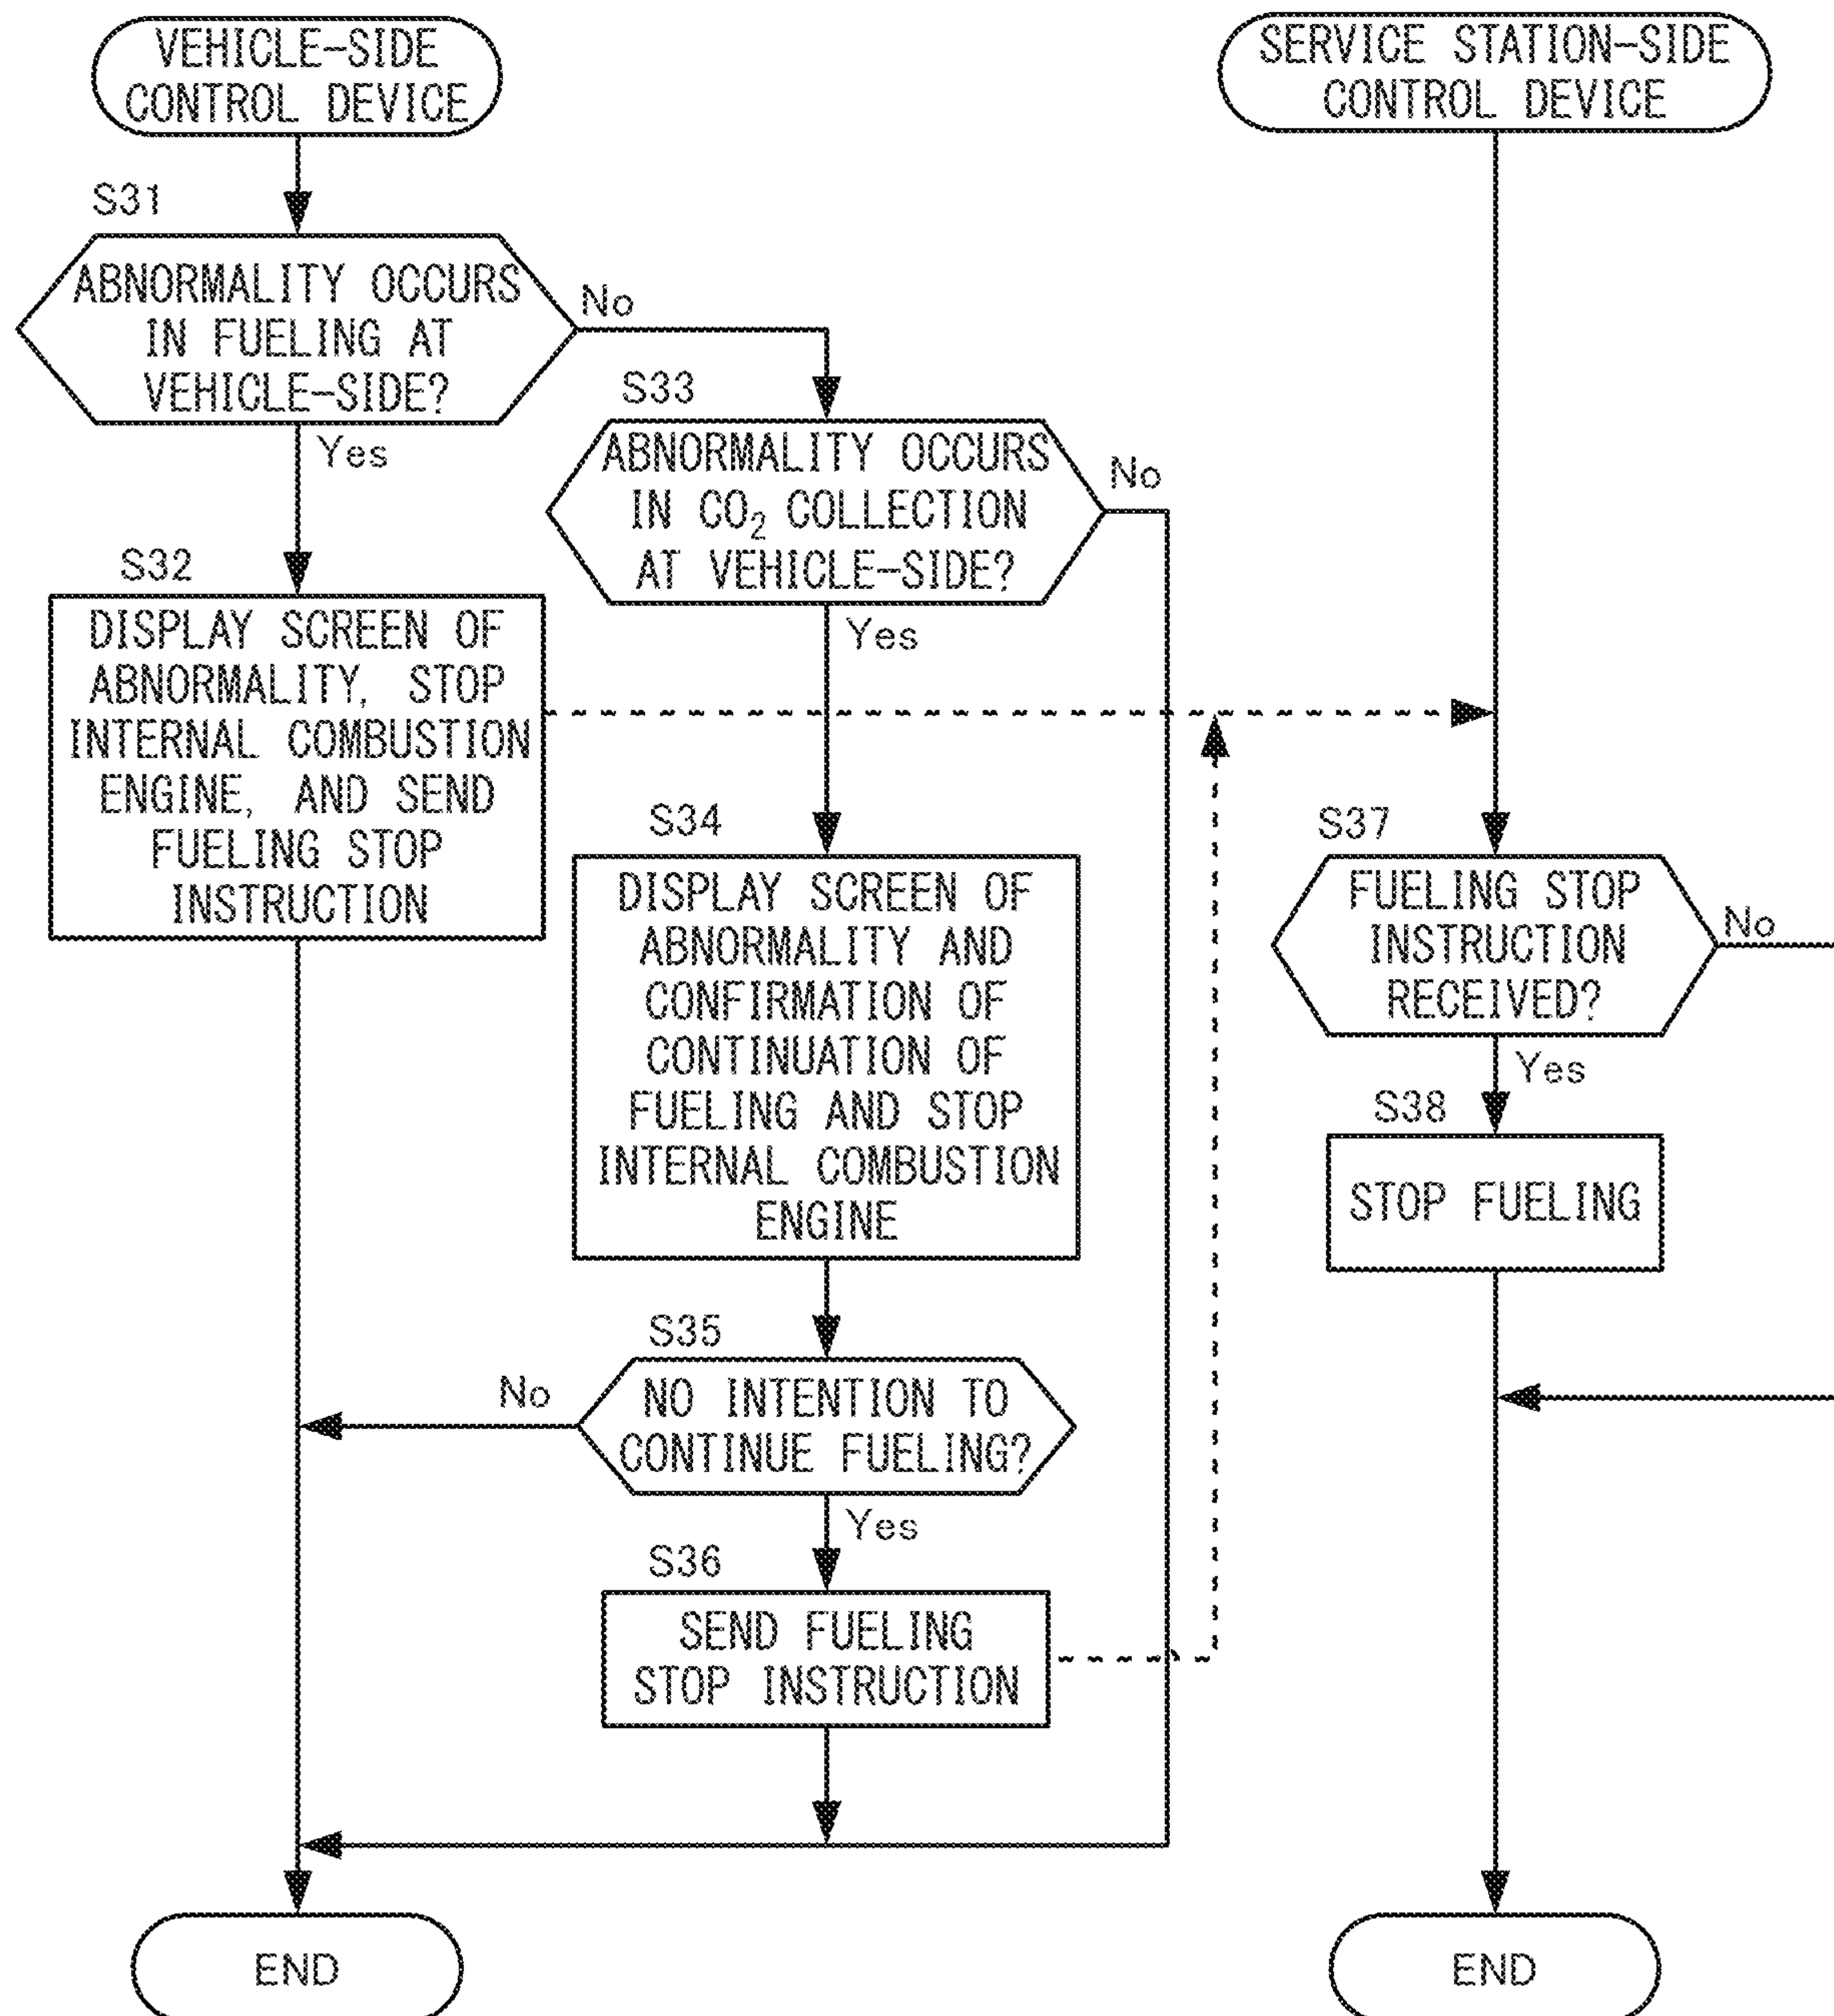 VEHICLE-SIDE
CONTROL DEVICE
SERVICE STATION-SIDE
CONTROL DEVICE
S31
ABNORMALITY OCCURS
IN FUELING AT
VEHICLE-SIDE?
No
Yes
S33
ABNORMALITY OCCURS
IN CO₂ COLLECTION
AT VEHICLE-SIDE?
No
Yes
S32
DISPLAY SCREEN OF
ABNORMALITY, STOP
INTERNAL COMBUSTION
ENGINE, AND SEND
FUELING STOP
INSTRUCTION
S34
DISPLAY SCREEN OF
ABNORMALITY AND
CONFIRMATION OF
CONTINUATION OF
FUELING AND STOP
INTERNAL COMBUSTION
ENGINE
S37
FUELING STOP
INSTRUCTION
RECEIVED?
No
Yes
S38
STOP FUELING
S35
NO INTENTION TO
CONTINUE FUELING?
No
Yes
S36
SEND FUELING
STOP INSTRUCTION
END
END